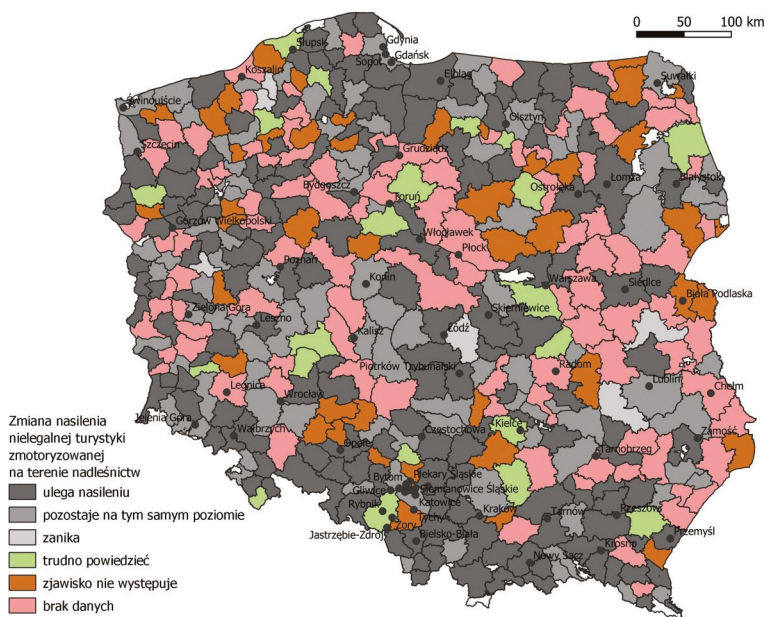 0 50 100 km
Słupsk
Gdynia
Gdańsk
Sopot
Koszalin
Elbląg
Suwałki
Świnoujście
Olsztyn
Szczecin
Grudziądz
Bydgoszcz
Toruń
Ostrołęka
Łomża
Białystok
Gorzów Wielkopolski
Włopławek
Płock
Poznań
Warszawa
Siedlce
Biała Podlaska
Konin
Skierniewice
Zielona Góra
Leszno
Kalisz
Łódź
Piotrków Trybunalski
Radom
Lublin
Chełm
Legnica
Wrocław
Jelenia Góra
Wałbrzych
Opole
Częstochowa
Kielce
Tarnobrzeg
Zamość
Bytom
Piekary Śląskie
Gliwice
Siemianowice Śląskie
Katowice
Rybnik
Tychy
Żory
Jastrzębie-Zdrój
Bielsko-Biała
Kraków
Tarnów
Rzeszów
Przemyśl
Krosno
Nowy Sącz
Zmiana nasilenia
nielegalnej turystyki
zmotoryzowanej
na terenie nadleśnictw
ulega nasileniu
pozostaje na tym samym poziomie
zanika
trudno powiedzieć
zjawisko nie występuje
brak danych